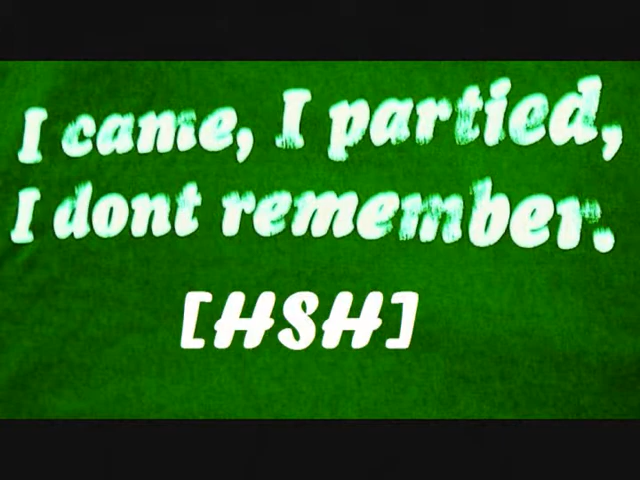 I came, I partied,
I dont remember.
[HSH]